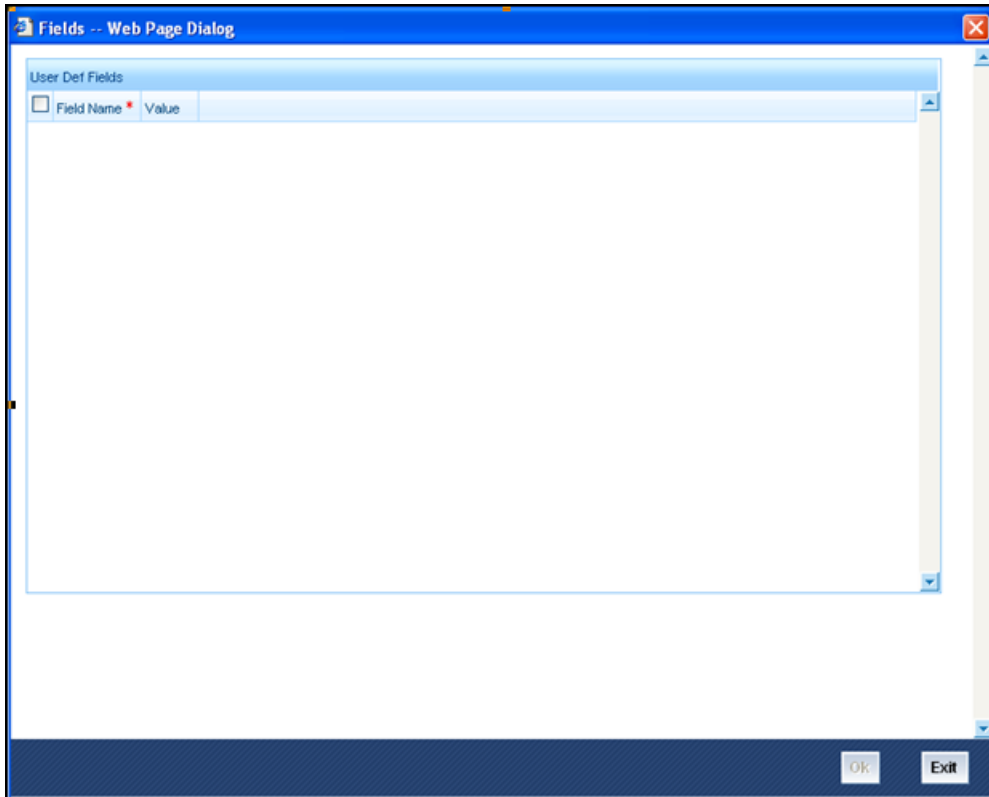 Fields -- Web Page Dialog
User Def Fields
Field Name * Value
Ok Exit